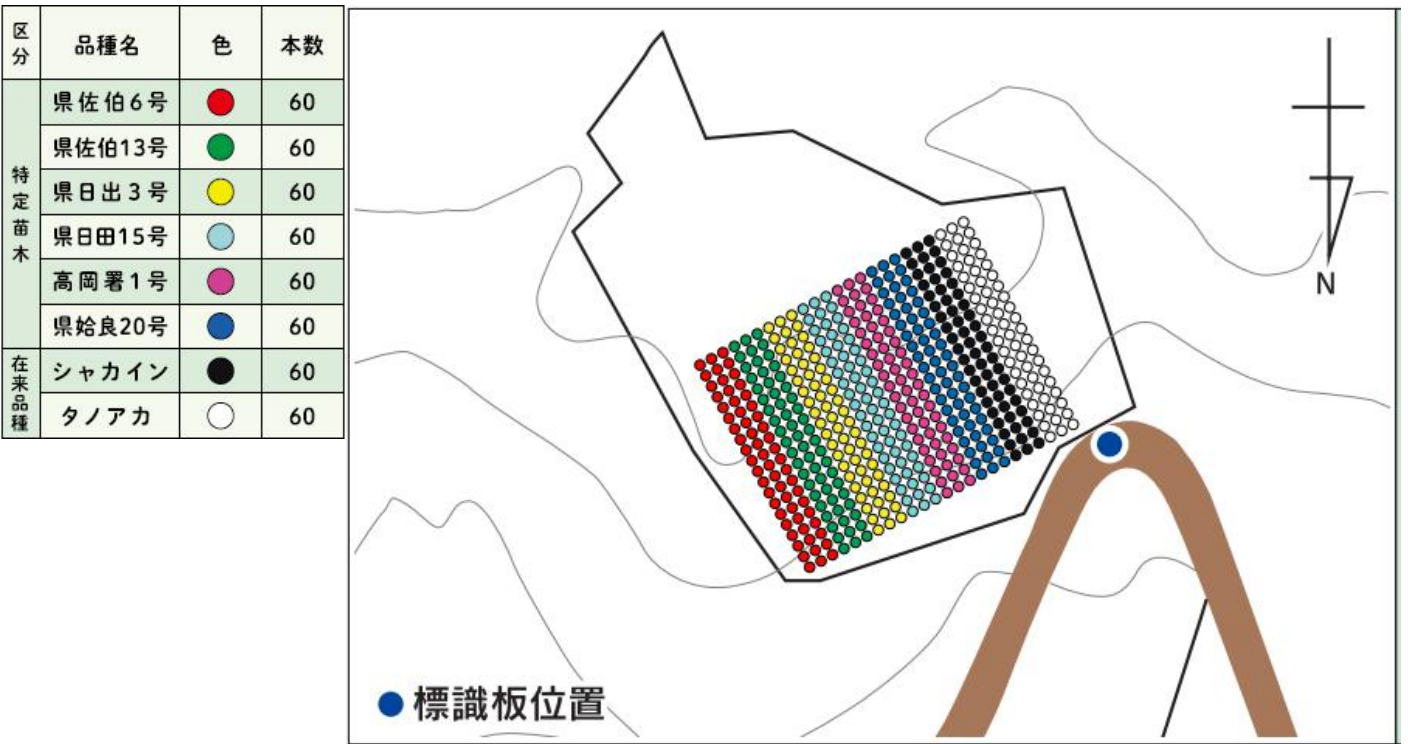 区分 品種名 色 本数
特定苗木
県佐伯6号 60
県佐伯13号 60
県日出3号 60
県日田15号 60
高岡署1号 60
県姶良20号 60
在来品種
シャカイン 60
タノアカ 60
N
標識板位置